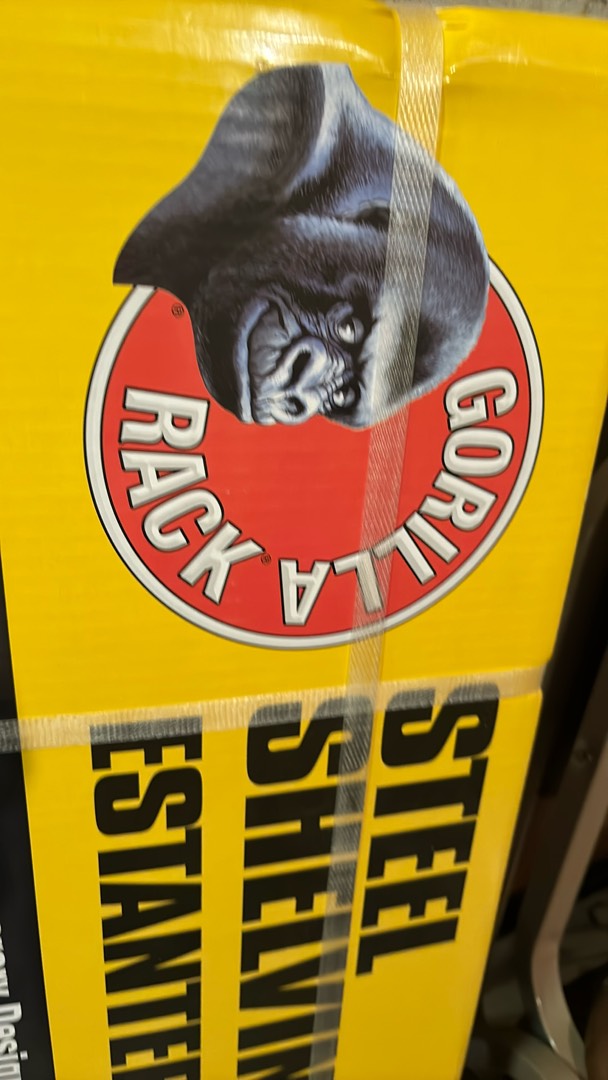 GORILLA
RACK®
®
STEEL
SHELVIN
ESTANTE